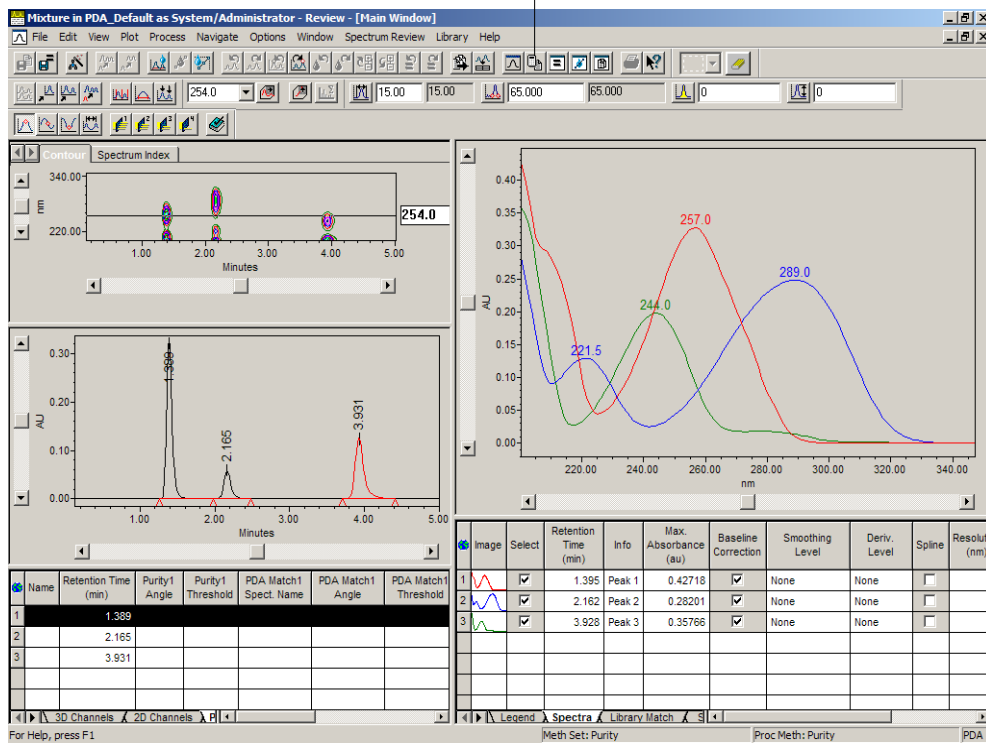 Mixture in PDA_Default as System/Administrator - Review - [Main Window]
File Edit View Plot Process Navigate Options Window Spectrum Review Library Help
254.0 15.00 15.00 65.000 65.000 0 0
1 2 3 4
Contour Spectrum Index
340.00
nm
220.00
254.0
1.00 2.00 3.00 4.00 5.00
Minutes
0.30
0.20
AU
0.10
0.00
2.165
3.931
1.00 2.00 3.00 4.00 5.00
Minutes
0.40
0.35
0.30
0.25
AU
0.20
0.15
0.10
0.05
0.00
257.0
289.0
244.0
221.5
220.00 240.00 260.00 280.00 300.00 320.00 340.00
nm
Name Retention Time (min) Purity1 Angle Purity1 Threshold PDA Match1 Spect. Name PDA Match1 Angle PDA Match1 Threshold
1 1.389
2 2.165
3 3.931
3D Channels 2D Channels P
Image Select Retention Time (min) Info Max. Absorbance (au) Baseline Correction Smoothing Level Deriv. Level Spline Resolut (nm)
1 1.395 Peak 1 0.42718 None None
2 2.162 Peak 2 0.28201 None None
3 3.928 Peak 3 0.35766 None None
Legend Spectra Library Match S
For Help, press F1 Meth Set: Purity Proc Meth: Purity PDA